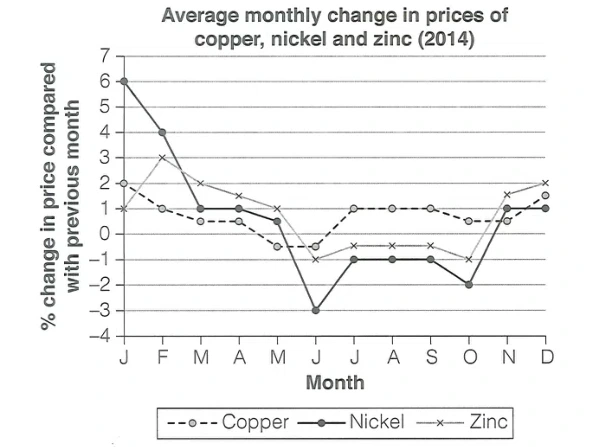 Average monthly change in prices of
copper, nickel and zinc (2014)
% change in price compared
with previous month
7
6
5
4
3
2
1
0
–1
–2
–3
–4
J F M A M J J A S O N D
Month
Copper Nickel Zinc